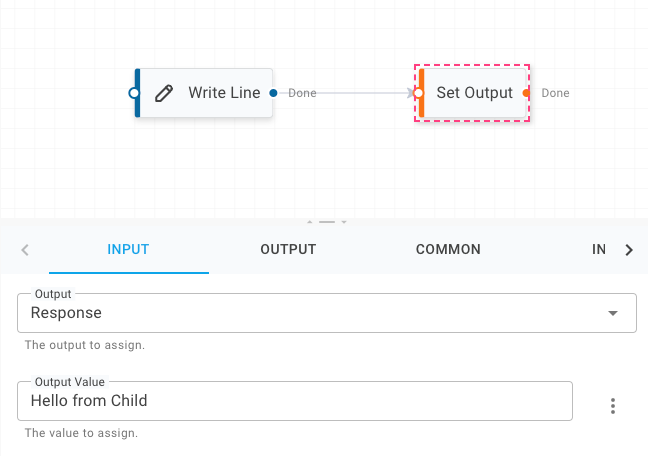 Write Line
Done
Set Output
Done
INPUT
OUTPUT
COMMON
IN
Output
Response
The output to assign.
Output Value
Hello from Child
The value to assign.